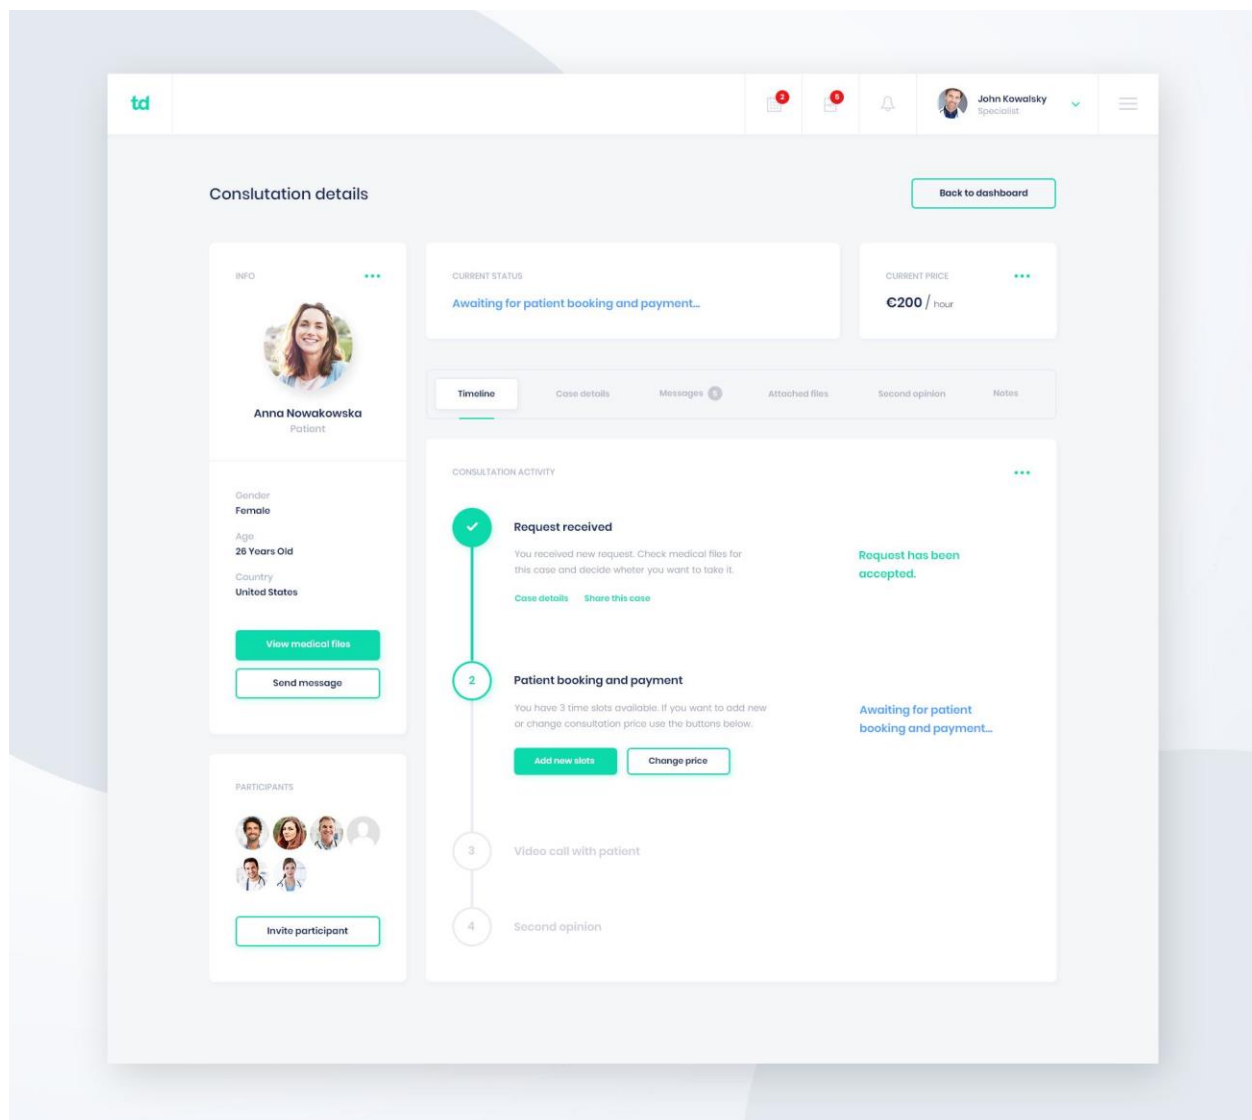 td
2
5
John Kowalsky
Specialist
Conslutation details
Back to dashboard
INFO
Anna Nowakowska
Patient
Gender
Female
Age
26 Years Old
Country
United States
View medical files
Send message
PARTICIPANTS
Invite participant
CURRENT STATUS
Awaiting for patient booking and payment...
CURRENT PRICE
€200 / hour
Timeline
Case details
Messages 5
Attached files
Second opinion
Notes
CONSULTATION ACTIVITY
Request received
You received new request. Check medical files for
this case and decide wheter you want to take it.
Case details
Share this case
Request has been
accepted.
2
Patient booking and payment
You have 3 time slots available. If you want to add new
or change consultation price use the buttons below.
Add new slots
Change price
Awaiting for patient
booking and payment...
3
Video call with patient
4
Second opinion